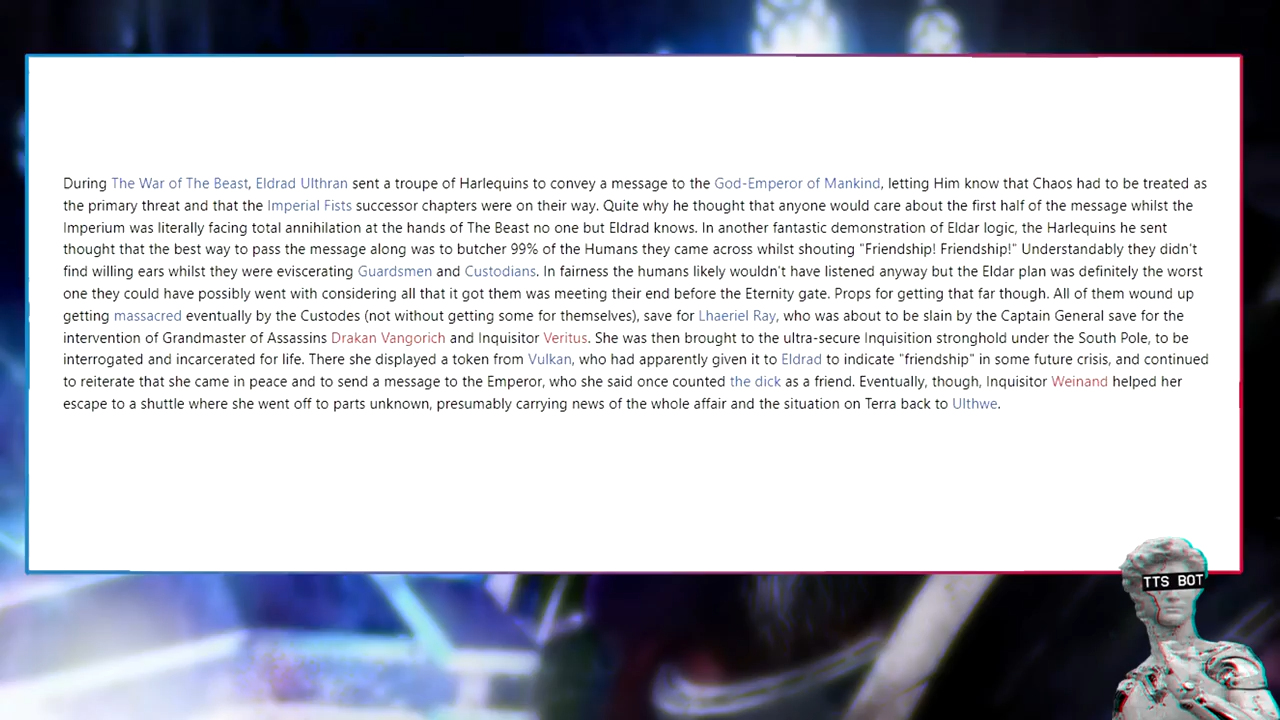 During The War of The Beast, Eldrad Ulthran sent a troupe of Harlequins to convey a message to the God-Emperor of Mankind, letting Him know that Chaos had to be treated as
the primary threat and that the Imperial Fists successor chapters were on their way. Quite why he thought that anyone would care about the first half of the message whilst the
Imperium was literally facing total annihilation at the hands of The Beast no one but Eldrad knows. In another fantastic demonstration of Eldar logic, the Harlequins he sent
thought that the best way to pass the message along was to butcher 99% of the Humans they came across whilst shouting "Friendship! Friendship!" Understandably they didn't
find willing ears whilst they were eviscerating Guardsmen and Custodians. In fairness the humans likely wouldn't have listened anyway but the Eldar plan was definitely the worst
one they could have possibly went with considering all that it got them was meeting their end before the Eternity gate. Props for getting that far though. All of them wound up
getting massacred eventually by the Custodes (not without getting some for themselves), save for Lhaeriel Ray, who was about to be slain by the Captain General save for the
intervention of Grandmaster of Assassins Drakan Vangorich and Inquisitor Veritus. She was then brought to the ultra-secure Inquisition stronghold under the South Pole, to be
interrogated and incarcerated for life. There she displayed a token from Vulkan, who had apparently given it to Eldrad to indicate "friendship" in some future crisis, and continued
to reiterate that she came in peace and to send a message to the Emperor, who she said once counted the dick as a friend. Eventually, though, Inquisitor Weinand helped her
escape to a shuttle where she went off to parts unknown, presumably carrying news of the whole affair and the situation on Terra back to Ulthwe.
TTS BOT